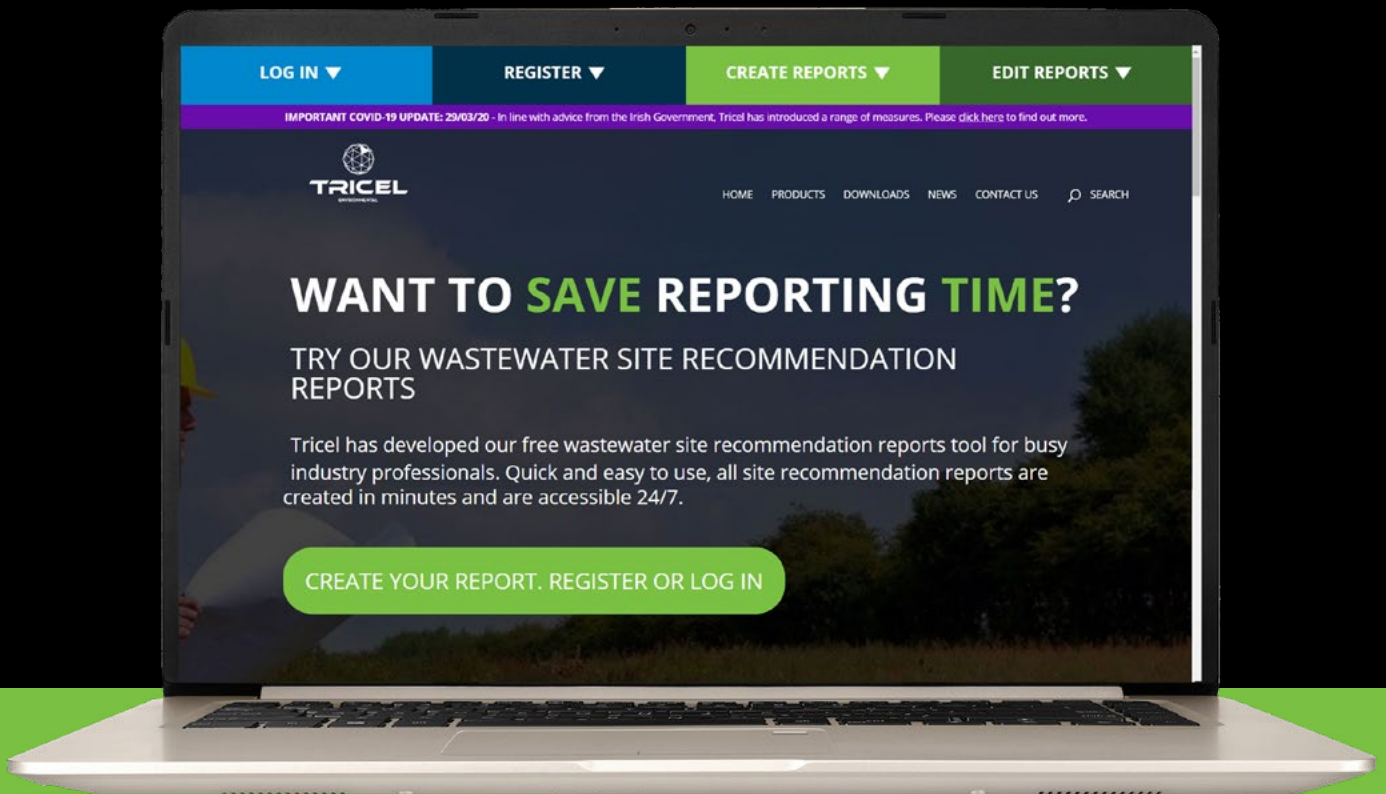 LOG IN ▼
REGISTER ▼
CREATE REPORTS ▼
EDIT REPORTS ▼
IMPORTANT COVID-19 UPDATE: 29/03/20 - In line with advice from the Irish Government, Tricel has introduced a range of measures. Please click here to find out more.
TRICEL
ENVIRONMENTAL
HOME
PRODUCTS
DOWNLOADS
NEWS
CONTACT US
SEARCH
WANT TO SAVE REPORTING TIME?
TRY OUR WASTEWATER SITE RECOMMENDATION
REPORTS
Tricel has developed our free wastewater site recommendation reports tool for busy
industry professionals. Quick and easy to use, all site recommendation reports are
created in minutes and are accessible 24/7.
CREATE YOUR REPORT. REGISTER OR LOG IN